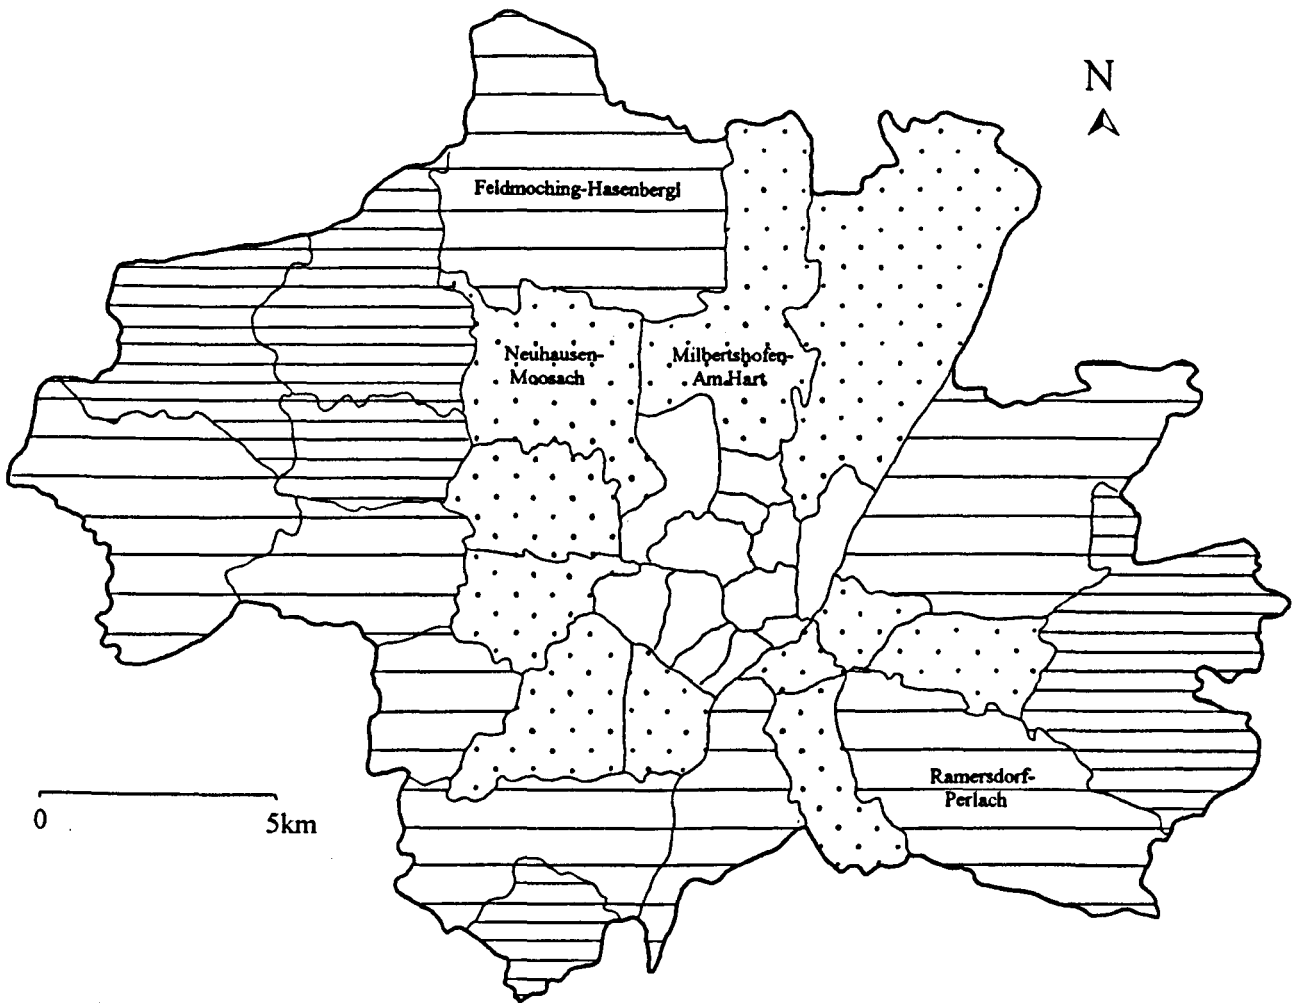 N
Feldmoching-Hasenbergl
Neuhausen-
Moosach
Milbertshofen-
Am Hart
Ramersdorf-
Perlach
0 5km